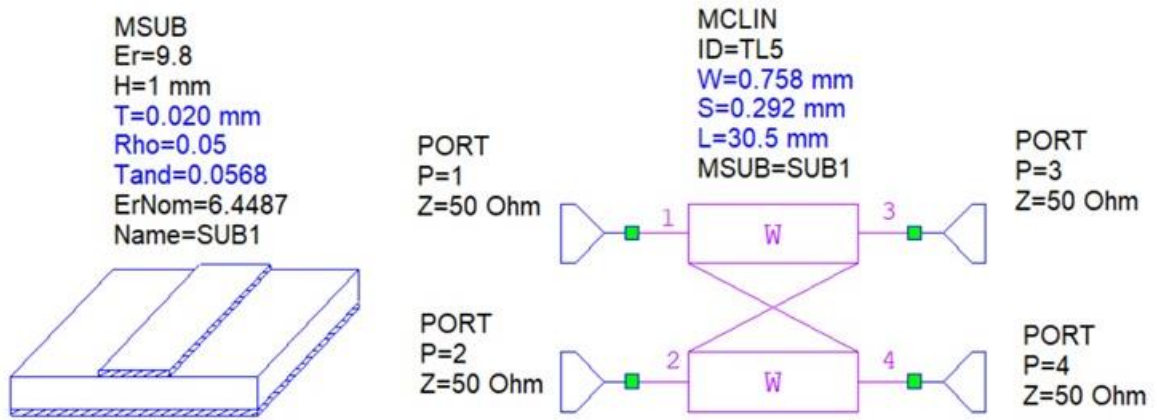 MSUB
Er=9.8
H=1 mm
T=0.020 mm
Rho=0.05
Tand=0.0568
ErNom=6.4487
Name=SUB1
MCLIN
ID=TL5
W=0.758 mm
S=0.292 mm
L=30.5 mm
MSUB=SUB1
PORT
P=1
Z=50 Ohm
PORT
P=3
Z=50 Ohm
1
W
3
PORT
P=2
Z=50 Ohm
2
W
4
PORT
P=4
Z=50 Ohm